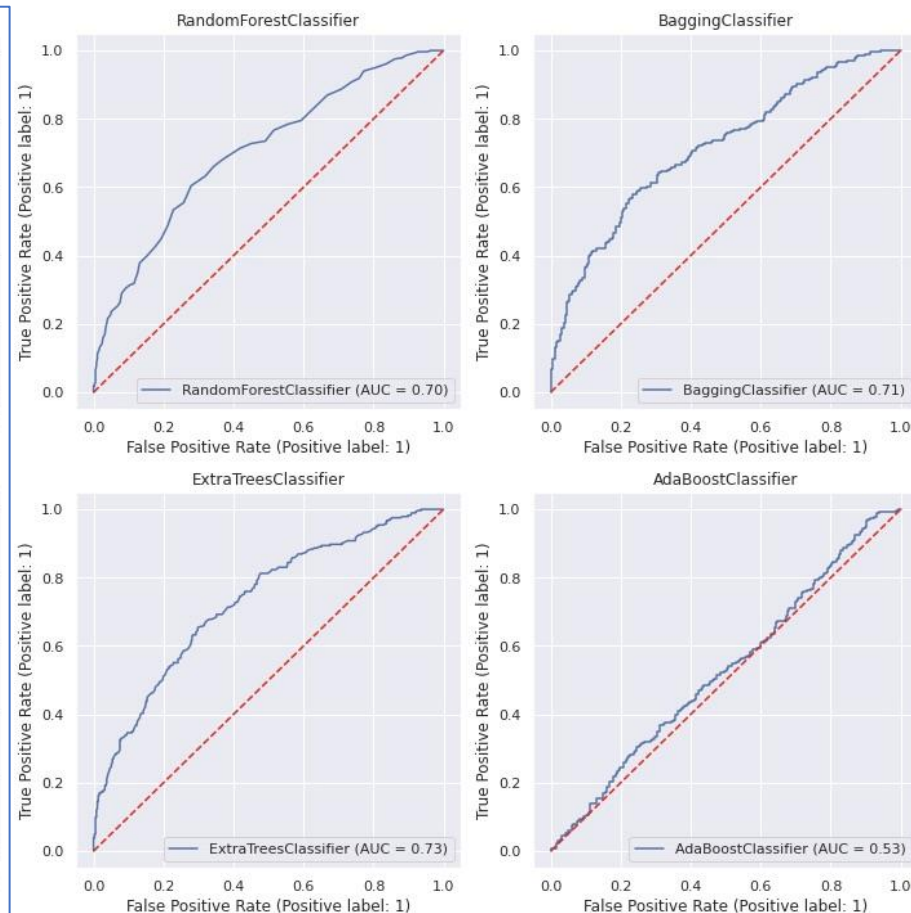 RandomForestClassifier
1.0
0.8
0.6
0.4
0.2
0.0
True Positive Rate (Positive label: 1)
RandomForestClassifier (AUC = 0.70)
0.0 0.2 0.4 0.6 0.8 1.0
False Positive Rate (Positive label: 1)
BaggingClassifier
1.0
0.8
0.6
0.4
0.2
0.0
True Positive Rate (Positive label: 1)
BaggingClassifier (AUC = 0.71)
0.0 0.2 0.4 0.6 0.8 1.0
False Positive Rate (Positive label: 1)
ExtraTreesClassifier
1.0
0.8
0.6
0.4
0.2
0.0
True Positive Rate (Positive label: 1)
ExtraTreesClassifier (AUC = 0.73)
0.0 0.2 0.4 0.6 0.8 1.0
False Positive Rate (Positive label: 1)
AdaBoostClassifier
1.0
0.8
0.6
0.4
0.2
0.0
True Positive Rate (Positive label: 1)
AdaBoostClassifier (AUC = 0.53)
0.0 0.2 0.4 0.6 0.8 1.0
False Positive Rate (Positive label: 1)